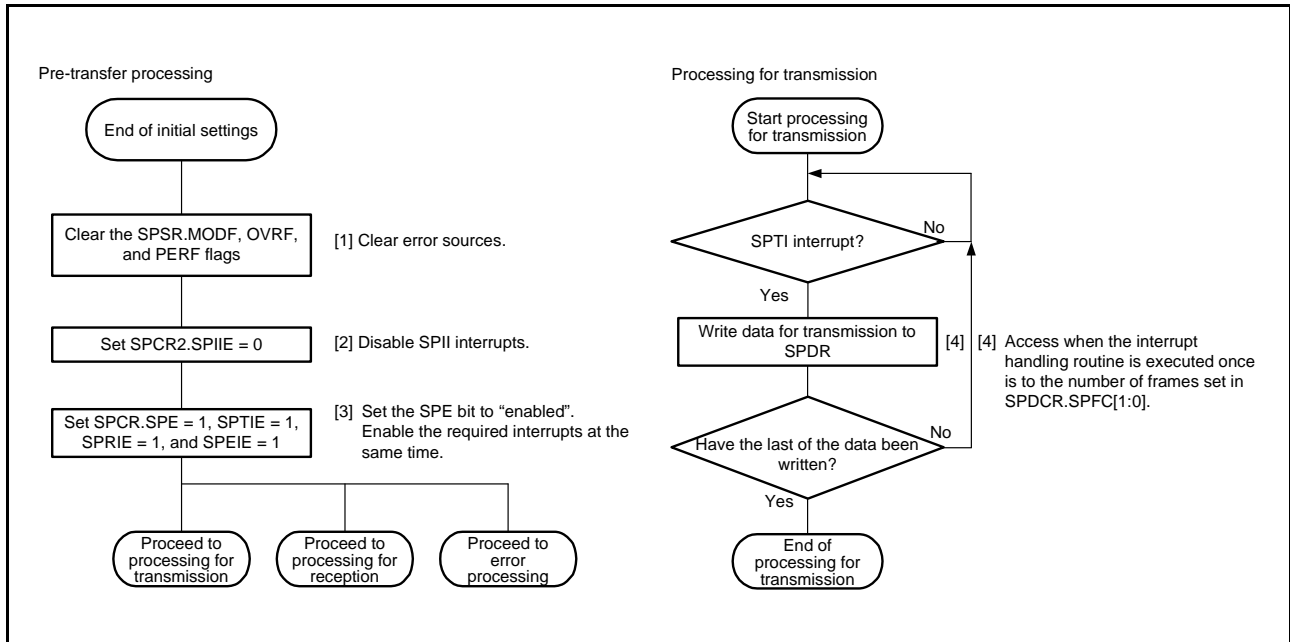 Pre-transfer processing
End of initial settings
Clear the SPSR.MODF, OVRF,
and PERF flags
[1] Clear error sources.
Set SPCR2.SPIIE = 0
[2] Disable SPII interrupts.
Set SPCR.SPE = 1, SPTIE = 1,
SPRIE = 1, and SPEIE = 1
[3] Set the SPE bit to “enabled”.
Enable the required interrupts at the
same time.
Proceed to
processing for
transmission
Proceed to
processing for
reception
Proceed to
error
processing
Processing for transmission
Start processing
for transmission
SPTI interrupt?
No
Yes
Write data for transmission to
SPDR
[4]
[4] Access when the interrupt
handling routine is executed once
is to the number of frames set in
SPDCR.SPFC[1:0].
Have the last of the data been
written?
No
Yes
End of
processing for
transmission